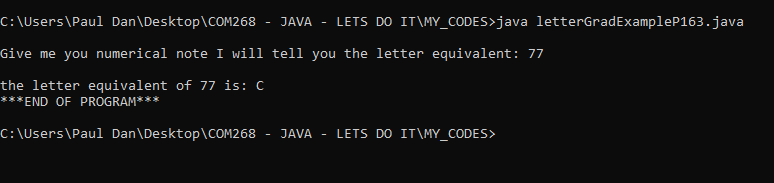 C:\Users\Paul Dan\Desktop\COM268 - JAVA - LETS DO IT\MY_CODES>java letterGradExampleP163.java
Give me you numerical note I will tell you the letter equivalent: 77
the letter equivalent of 77 is: C
***END OF PROGRAM***
C:\Users\Paul Dan\Desktop\COM268 - JAVA - LETS DO IT\MY_CODES>